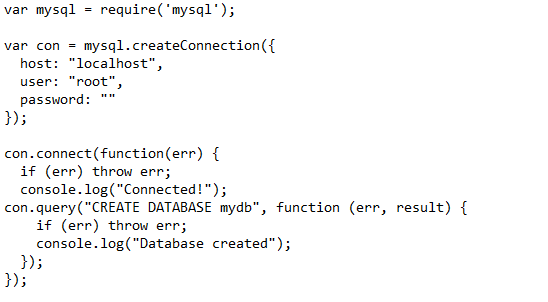 var mysql = require('mysql');

var con = mysql.createConnection({
  host: "localhost",
  user: "root",
  password: ""
});

con.connect(function(err) {
  if (err) throw err;
  console.log("Connected!");
con.query("CREATE DATABASE mydb", function (err, result) {
    if (err) throw err;
    console.log("Database created");
  });
});